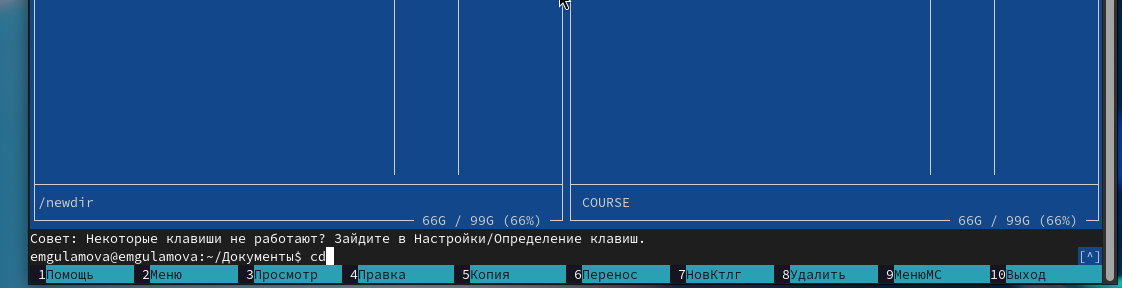 /newdir COURSE
66G / 99G (66%) 66G / 99G (66%)
Совет: Некоторые клавиши не работают? Зайдите в Настройки/Определение клавиш.
emgulamova@emgulamova:~/Документы$ cd [^]
1Помощь 2Меню 3Просмотр 4Правка 5Копия 6Перенос 7НовКтлг 8Удалить 9МенюMC 10Выход